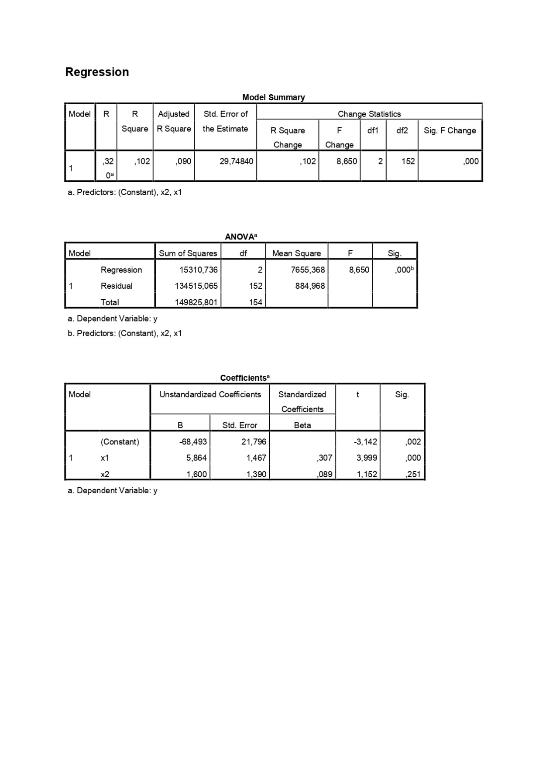 Regression
Model Summary
Model R R Adjusted Std. Error of Change Statistics
Square R Square the Estimate R Square F df1 df2 Sig. F Change
Change Change
1 ,32 ,102 ,090 29,74840 ,102 8,650 2 152 ,000
0a
a. Predictors: (Constant), x2, x1
ANOVAa
Model Sum of Squares df Mean Square F Sig.
Regression 15310,736 2 7655,368 8,650 ,000b
1 Residual 134515,065 152 884,968
Total 149825,801 154
a. Dependent Variable: y
b. Predictors: (Constant), x2, x1
Coefficientsa
Model Unstandardized Coefficients Standardized t Sig.
Coefficients
B Std. Error Beta
(Constant) -68,493 21,796 -3,142 ,002
1 x1 5,864 1,467 ,307 3,999 ,000
x2 1,600 1,390 ,089 1,152 ,251
a. Dependent Variable: y